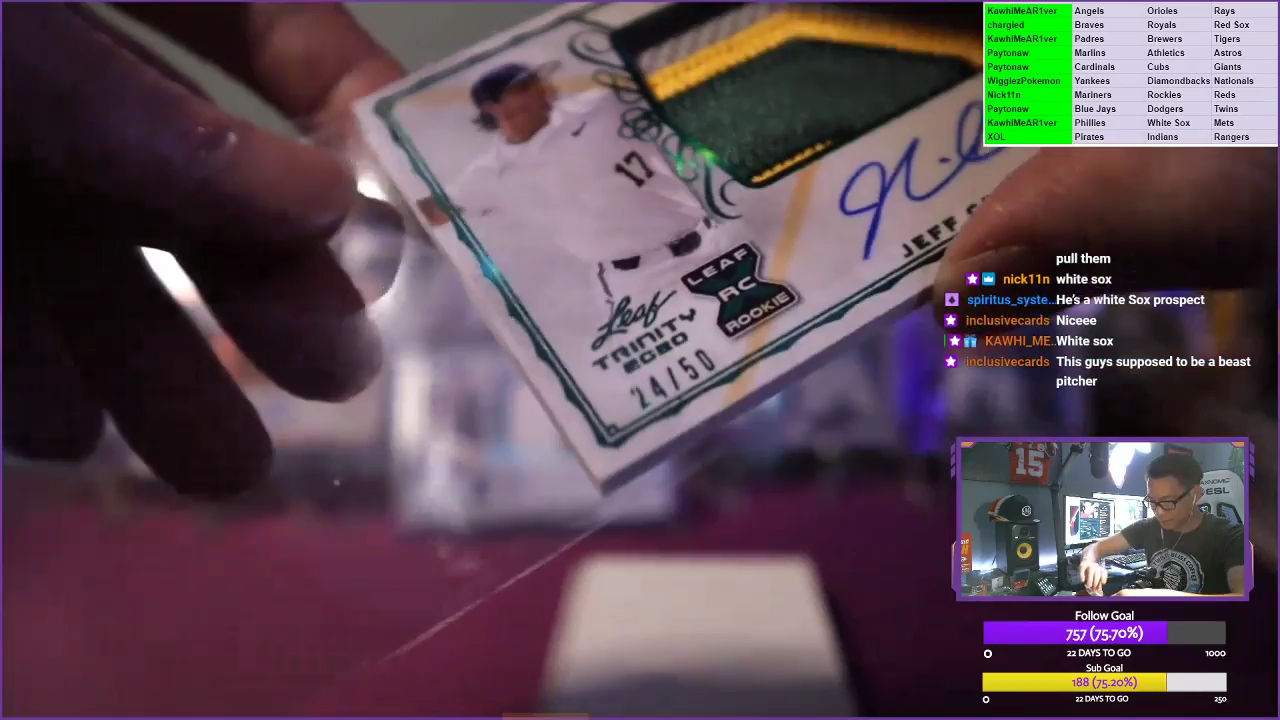 KawhiMeAR1ver Angels Orioles Rays
chargled Braves Royals Red Sox
KawhiMeAR1ver Padres Brewers Tigers
Paytonaw Marlins Athletics Astros
Paytonaw Cardinals Cubs Giants
WigglezPokemon Yankees Diamondbacks Nationals
Nick11n Mariners Rockies Reds
Paytonaw Blue Jays Dodgers Twins
KawhiMeAR1ver Phillies White Sox Mets
XOL Pirates Indians Rangers
17
JEFF
LEAF
RC
ROOKIE
Leaf
TRINITY
2020
24/50
pull them
nick11n white sox
spiritus_syste... He's a white Sox prospect
inclusivecards Niceee
KAWHI_ME... White sox
inclusivecards This guys supposed to be a beast
pitcher
15
ESL
Follow Goal
757 (75.70%)
0 22 DAYS TO GO 1000
Sub Goal
188 (75.20%)
0 22 DAYS TO GO 250